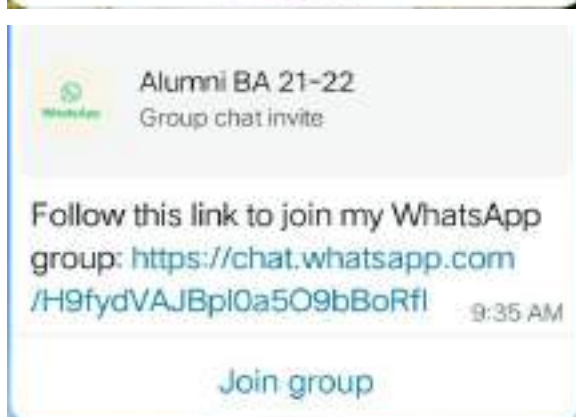 Alumni BA 21-22
WhatsApp
Group chat invite
Follow this link to join my WhatsApp
group: https://chat.whatsapp.com
/H9fydVAJBpl0a5O9bBoRfl
9:35 AM
Join group